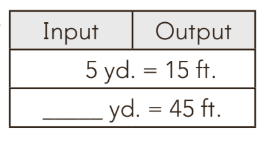 Input Output
5 yd. = 15 ft.
_____ yd. = 45 ft.